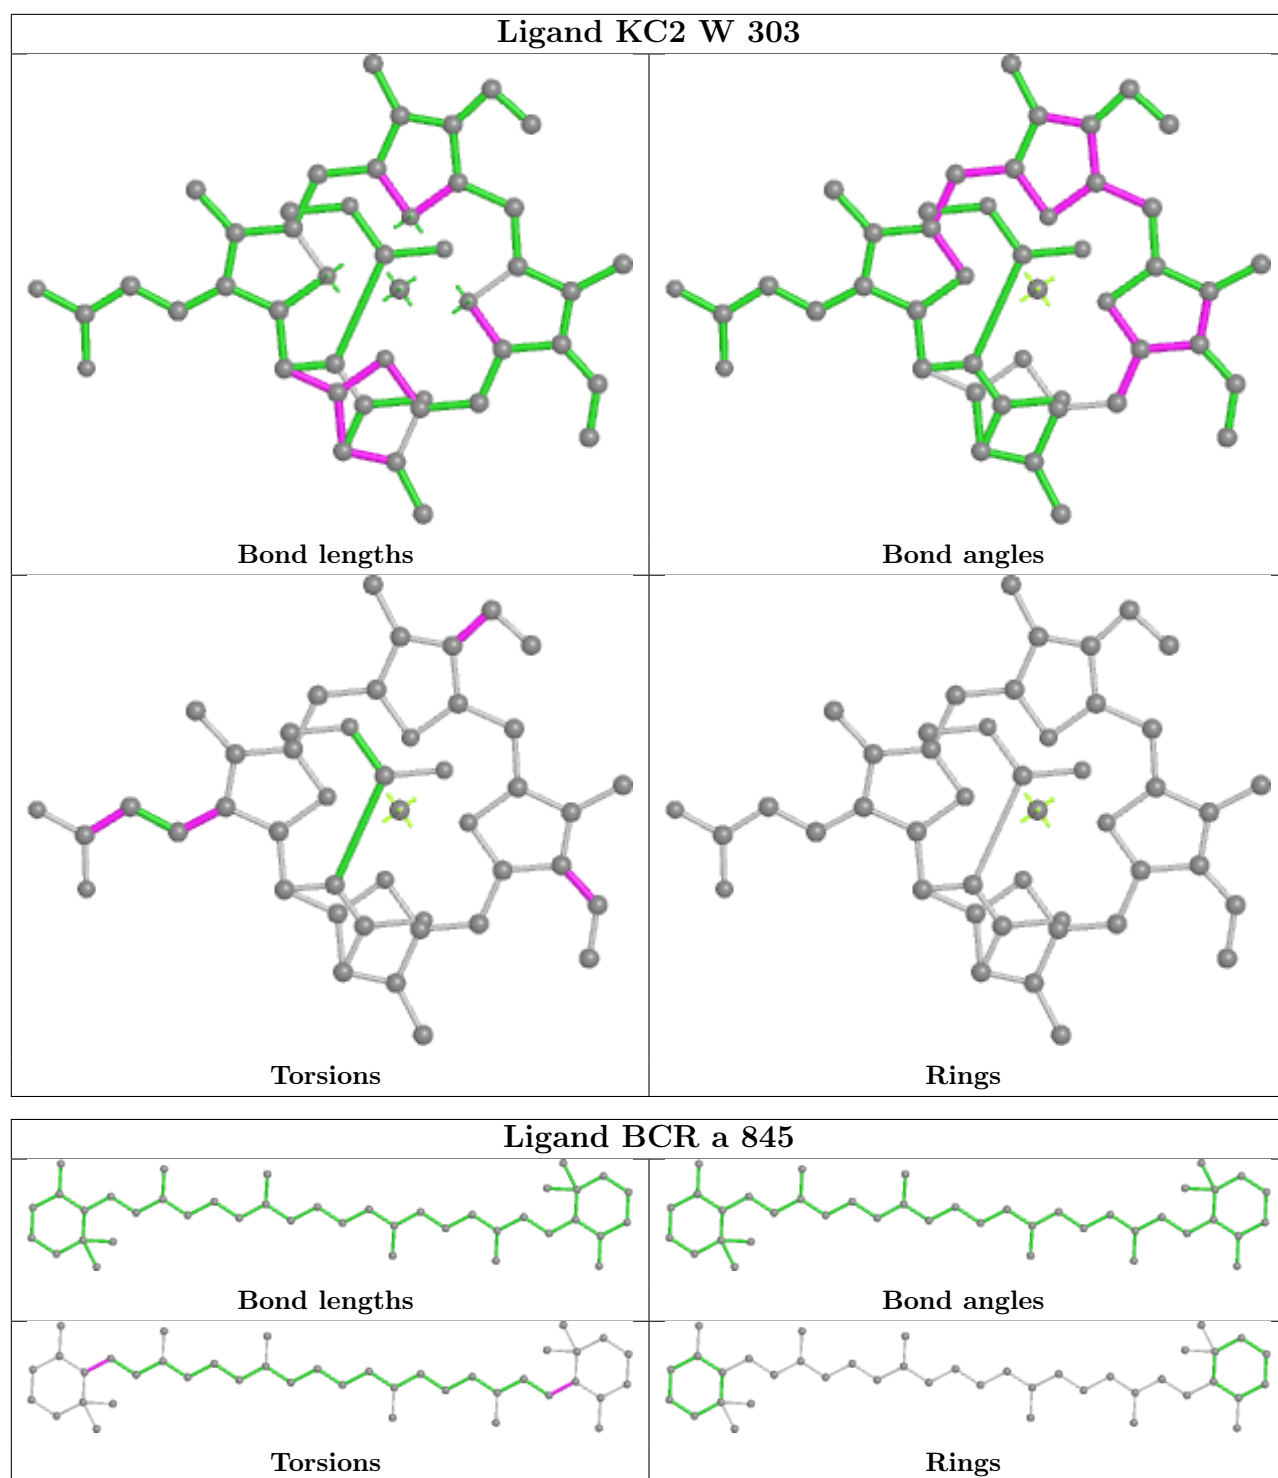 Ligand KC2 W 303
Bond lengths
Bond angles
Torsions
Rings
Ligand BCR a 845
Bond lengths
Bond angles
Torsions
Rings